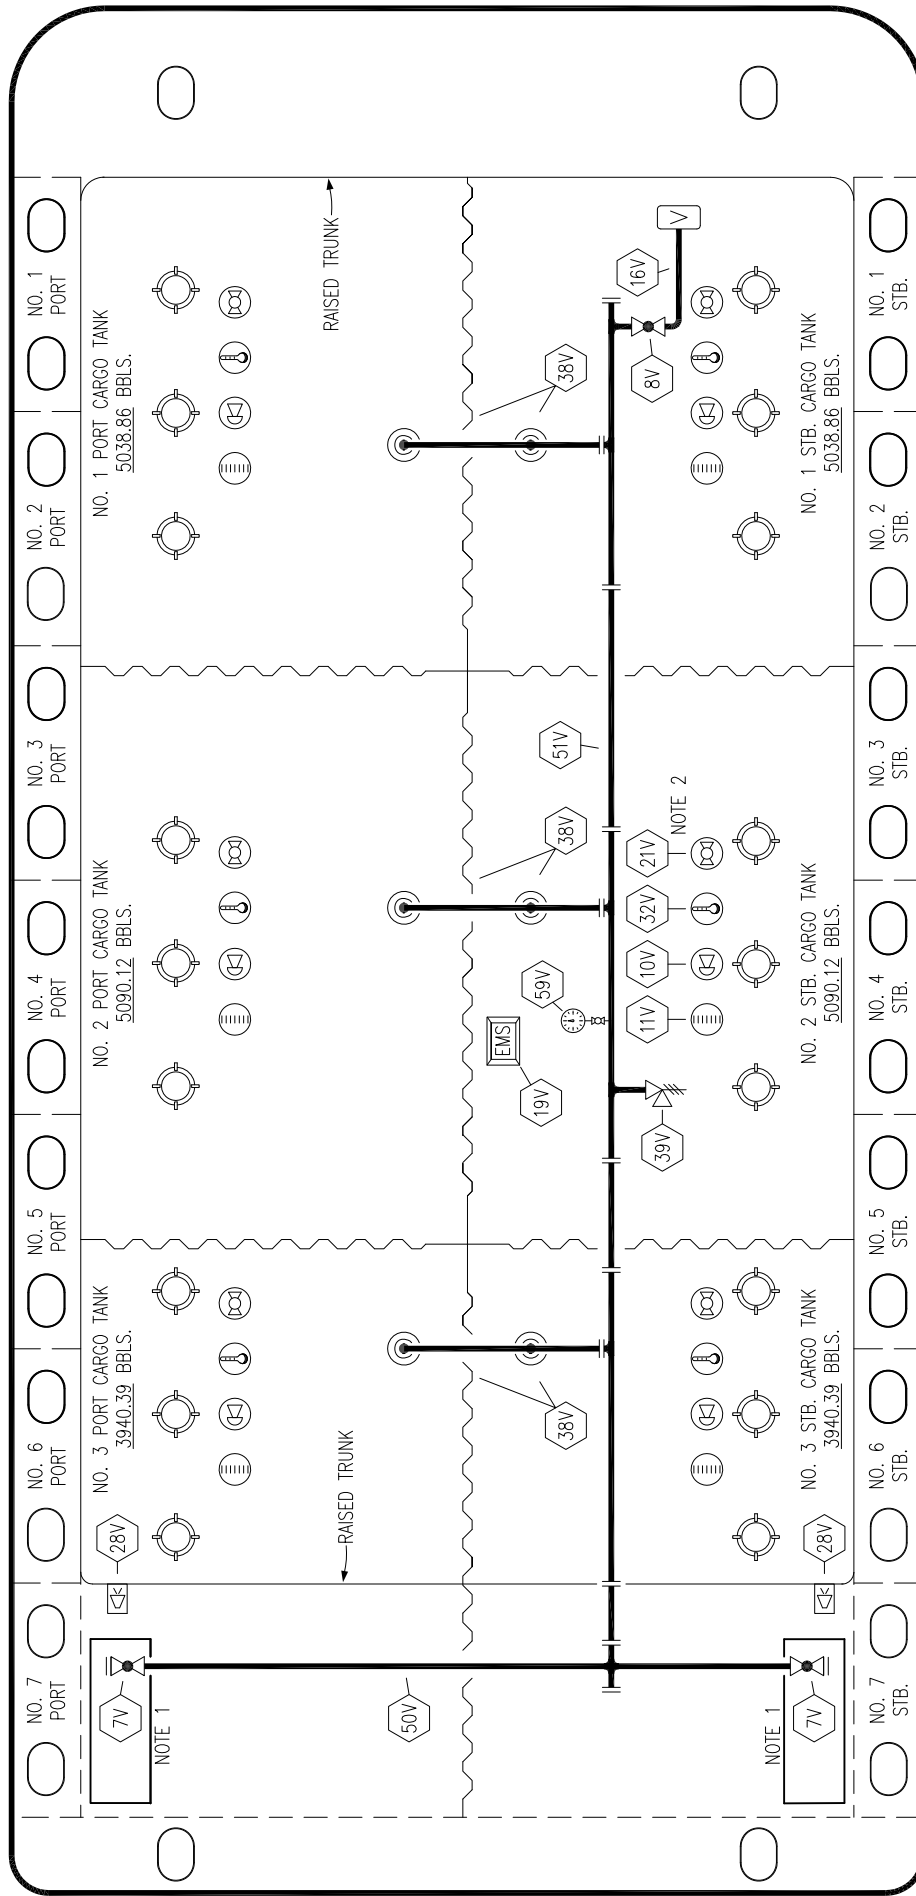 NO. 7
PORT
NO. 6
PORT
NO. 5
PORT
NO. 4
PORT
NO. 3
PORT
NO. 2
PORT
NO. 1
PORT
NO. 3 PORT CARGO TANK
3940.39 BBLS.
NO. 2 PORT CARGO TANK
5090.12 BBLS.
NO. 1 PORT CARGO TANK
5038.86 BBLS.
7V
28V
NOTE 1
RAISED TRUNK
RAISED TRUNK
50V
38V
19V
EMS
59V
38V
51V
38V
39V
11V
10V
32V
21V
NOTE 2
8V
16V
V
7V
NOTE 1
28V
NO. 3 STB. CARGO TANK
3940.39 BBLS.
NO. 2 STB. CARGO TANK
5090.12 BBLS.
NO. 1 STB. CARGO TANK
5038.86 BBLS.
NO. 7
STB.
NO. 6
STB.
NO. 5
STB.
NO. 4
STB.
NO. 3
STB.
NO. 2
STB.
NO. 1
STB.